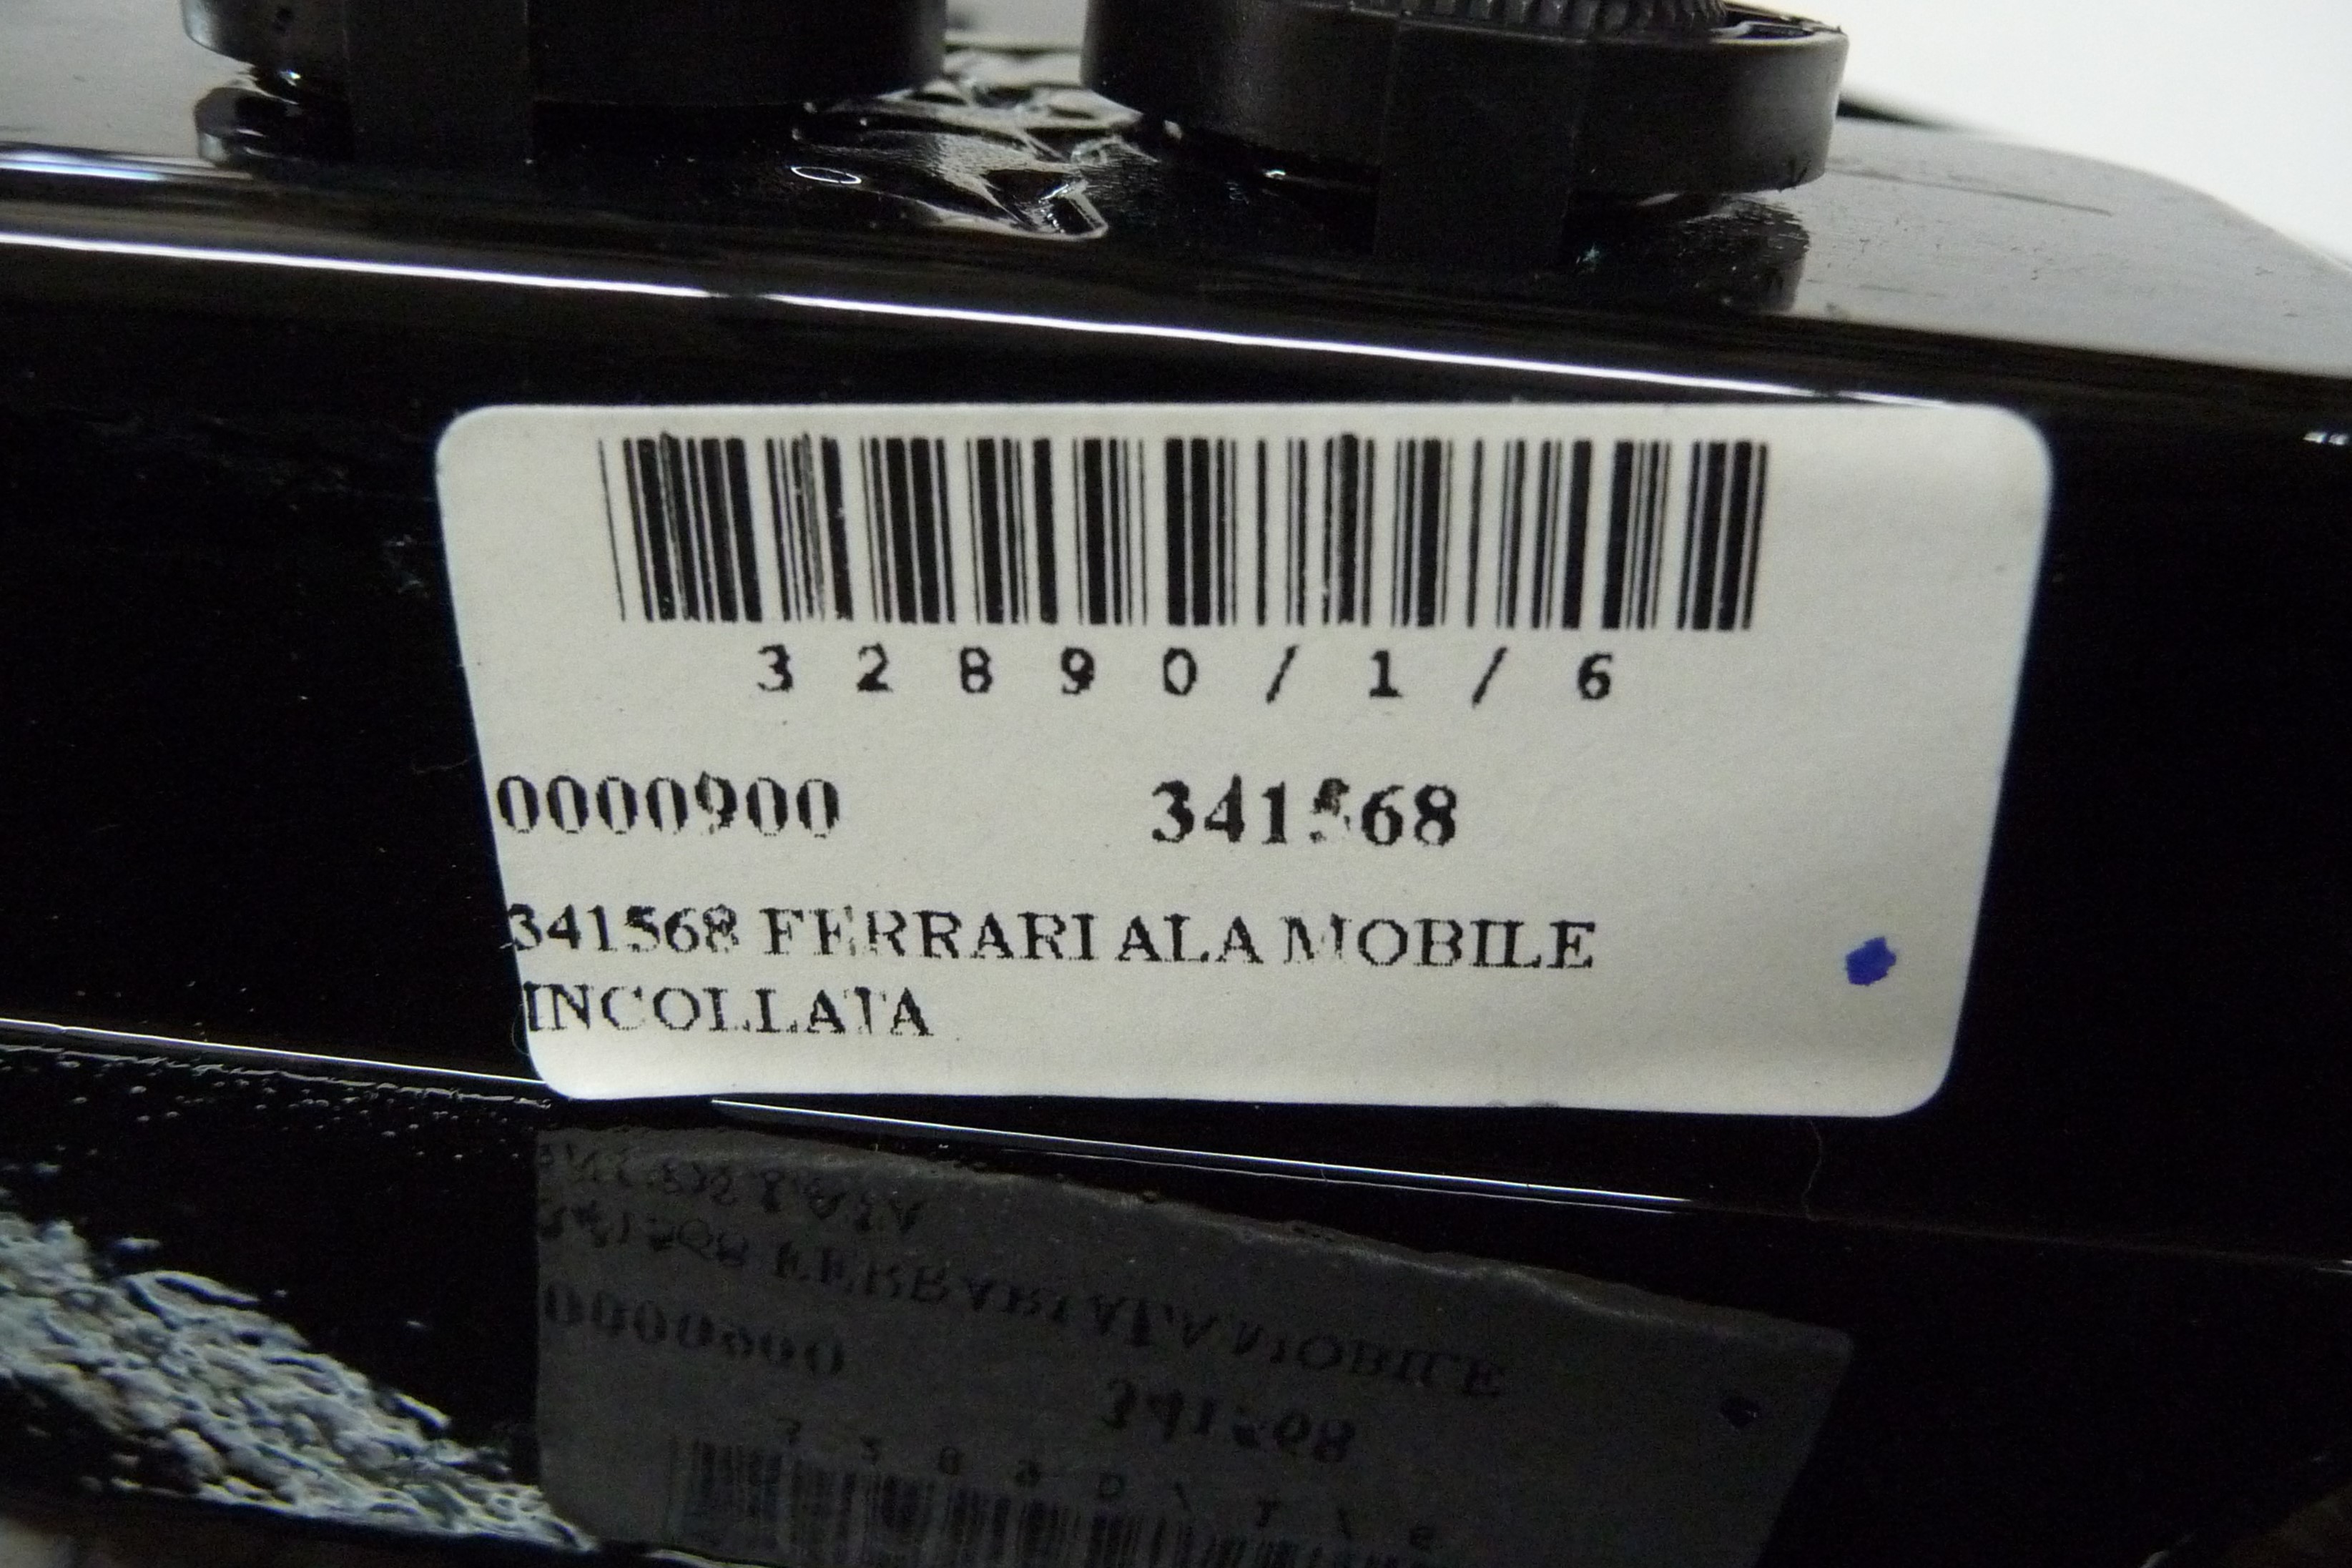 32890/1/6
0000900 341568
341568 FERRARI ALA MOBILE
INCOLLATA